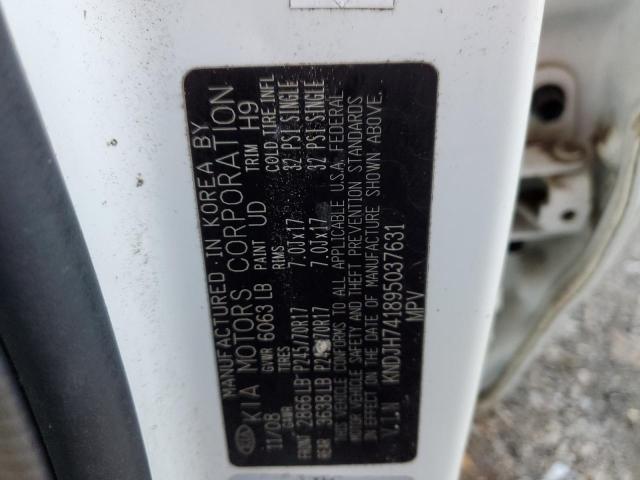 MANUFACTURED IN KOREA BY
KIA MOTORS CORPORATION
11/08 GVWR 6063 LB PAINT UD TRIM H9
GAWR TIRES RIMS COLD TIRE INFL
FRONT 2866 LB P245/70R17 7.0Jx17 32 PSI SINGLE
REAR 3638 LB P245/70R17 7.0Jx17 32 PSI SINGLE
THIS VEHICLE CONFORMS TO ALL APPLICABLE U.S.A. FEDERAL
MOTOR VEHICLE SAFETY AND THEFT PREVENTION STANDARDS
IN EFFECT ON THE DATE OF MANUFACTURE SHOWN ABOVE.
V.I.N KNDJH741895037631
MPV